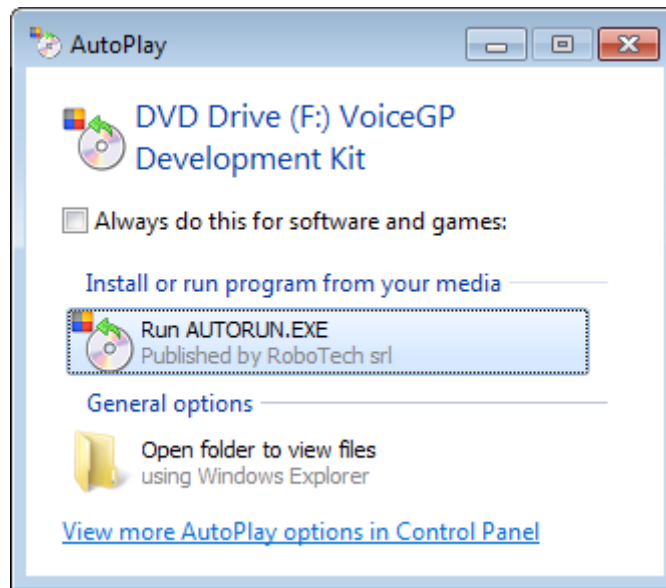 AutoPlay
DVD Drive (F:) VoiceGP
Development Kit
Always do this for software and games:
Install or run program from your media
Run AUTORUN.EXE
Published by RoboTech srl
General options
Open folder to view files
using Windows Explorer
View more AutoPlay options in Control Panel